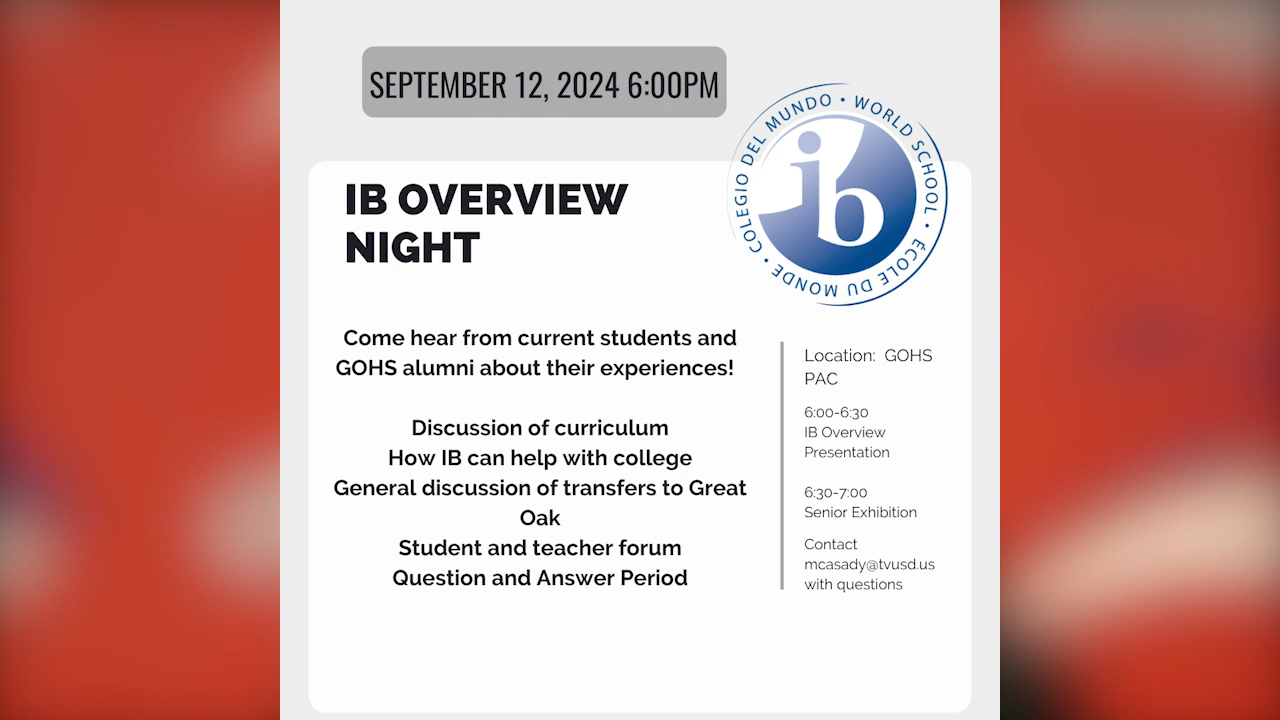 SEPTEMBER 12, 2024 6:00PM
COLEGIO DEL MUNDO • WORLD SCHOOL • ÉCOLE DU MONDE •
ib
IB OVERVIEW
NIGHT
Come hear from current students and
GOHS alumni about their experiences!
Discussion of curriculum
How IB can help with college
General discussion of transfers to Great
Oak
Student and teacher forum
Question and Answer Period
Location: GOHS
PAC
6:00-6:30
IB Overview
Presentation
6:30-7:00
Senior Exhibition
Contact
mcasady@tvusd.us
with questions